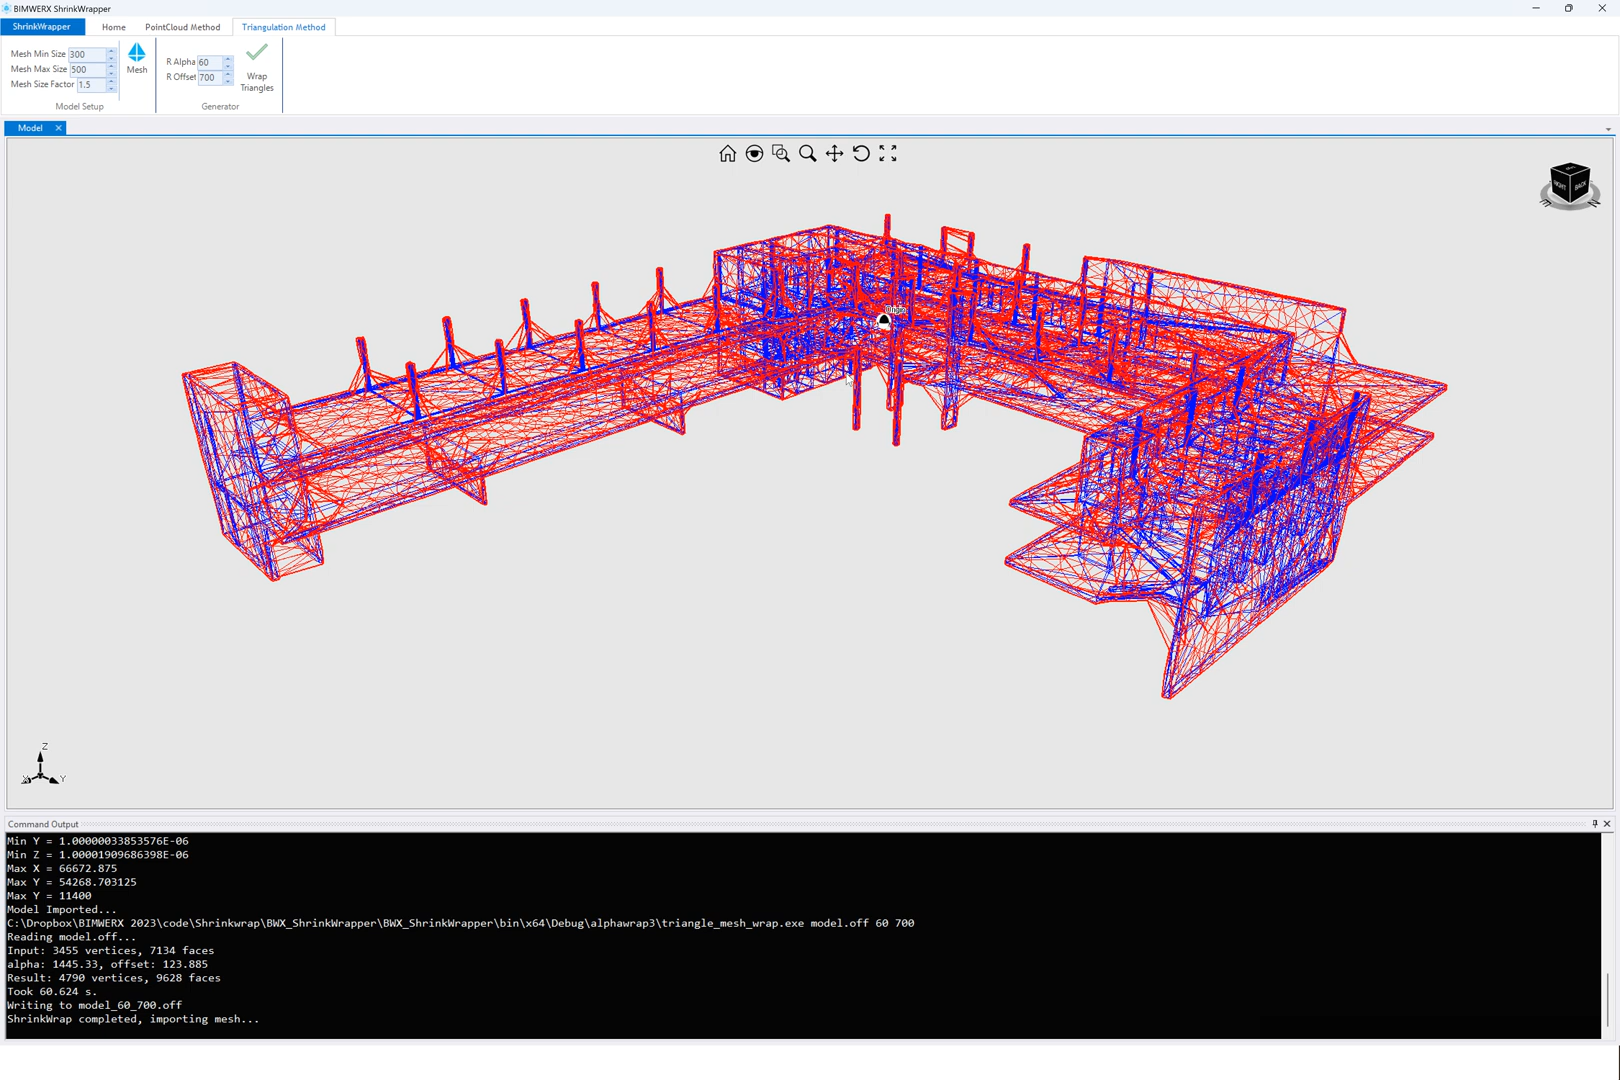 BIMWERX ShrinkWrapper
ShrinkWrapper Home PointCloud Method Triangulation Method
Mesh Min Size 300
Mesh Max Size 500
Mesh Size Factor 1.5
Mesh
Model Setup
R Alpha 60
R Offset 700
Wrap
Triangles
Generator
Model
RIGHT BACK
Origin
Z
X Y
Command Output
Min Y = 1.00000033853576E-06
Min Z = 1.00001909686398E-06
Max X = 66672.875
Max Y = 54268.703125
Max Y = 11400
Model Imported...
C:\Dropbox\BIMWERX 2023\code\Shrinkwrap\BWX_ShrinkWrapper\BWX_ShrinkWrapper\bin\x64\Debug\alphawrap3\triangle_mesh_wrap.exe model.off 60 700
Reading model.off...
Input: 3455 vertices, 7134 faces
alpha: 1445.33, offset: 123.885
Result: 4790 vertices, 9628 faces
Took 60.624 s.
Writing to model_60_700.off
ShrinkWrap completed, importing mesh...